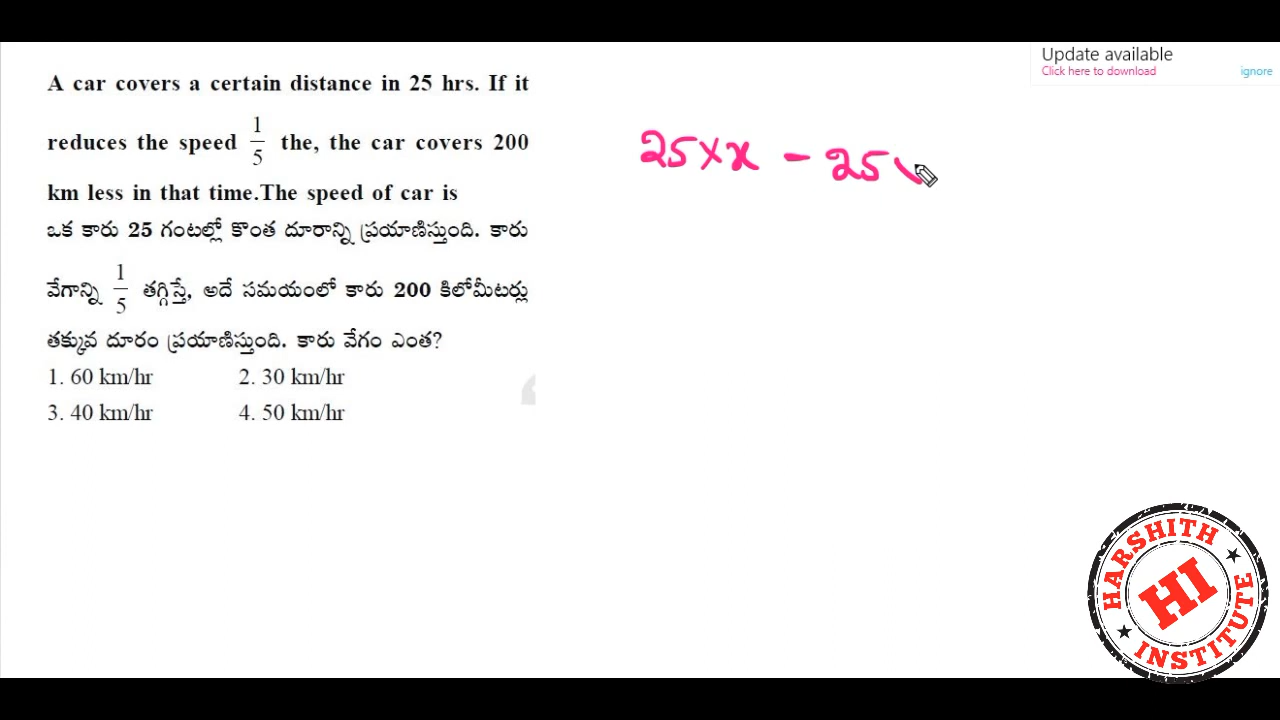 Update available
Click here to download ignore
A car covers a certain distance in 25 hrs. If it
reduces the speed 1/5 the, the car covers 200
km less in that time.The speed of car is
ఒక కారు 25 గంటల్లో కొంత దూరాన్ని ప్రయాణిస్తుంది. కారు
వేగాన్ని 1/5 తగ్గిస్తే, అదే సమయంలో కారు 200 కిలోమీటర్లు
తక్కువ దూరం ప్రయాణిస్తుంది. కారు వేగం ఎంత?
1. 60 km/hr 2. 30 km/hr
3. 40 km/hr 4. 50 km/hr
25×x - 25
HARSHITH
HI
INSTITUTE